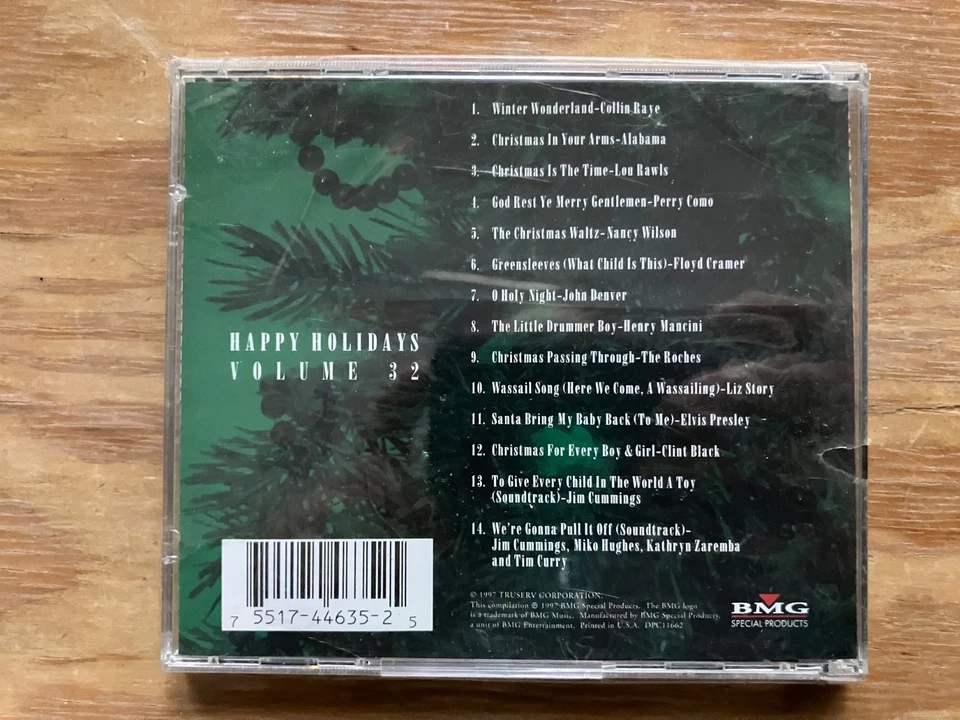 1. Winter Wonderland-Collin Raye
2. Christmas In Your Arms-Alabama
3. Christmas Is The Time-Lou Rawls
4. God Rest Ye Merry Gentlemen-Perry Como
5. The Christmas Waltz-Nancy Wilson
6. Greensleeves (What Child Is This)-Floyd Cramer
7. O Holy Night-John Denver
8. The Little Drummer Boy-Henry Mancini
9. Christmas Passing Through-The Roches
10. Wassail Song (Here We Come, A Wassailing)-Liz Story
11. Santa Bring My Baby Back (To Me)-Elvis Presley
12. Christmas For Every Boy & Girl-Clint Black
13. To Give Every Child In The World A Toy
(Soundtrack)-Jim Cummings
14. We're Gonna Pull It Off (Soundtrack)-
Jim Cummings, Miko Hughes, Kathryn Zaremba
and Tim Curry
HAPPY HOLIDAYS
VOLUME 32
7 5517-44635-2 5
© 1997 TRUSERV CORPORATION.
This compilation ℗ 1997 BMG Special Products. The BMG logo
is a trademark of BMG Music. Manufactured by BMG Special Products,
a unit of BMG Entertainment. Printed in U.S.A. DPC11662
BMG
SPECIAL PRODUCTS